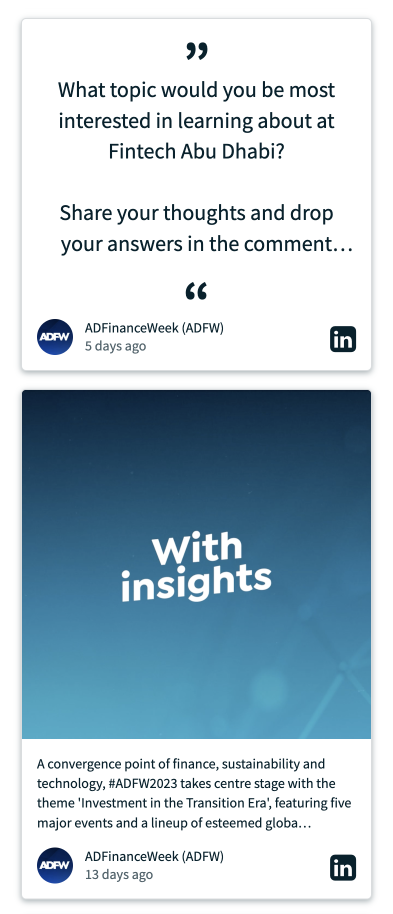 ”
What topic would you be most
interested in learning about at
Fintech Abu Dhabi?
Share your thoughts and drop
your answers in the comment…
“
ADFW
ADFinanceWeek (ADFW)
5 days ago
in
With
insights
A convergence point of finance, sustainability and
technology, #ADFW2023 takes centre stage with the
theme 'Investment in the Transition Era', featuring five
major events and a lineup of esteemed globa…
ADFW
ADFinanceWeek (ADFW)
13 days ago
in